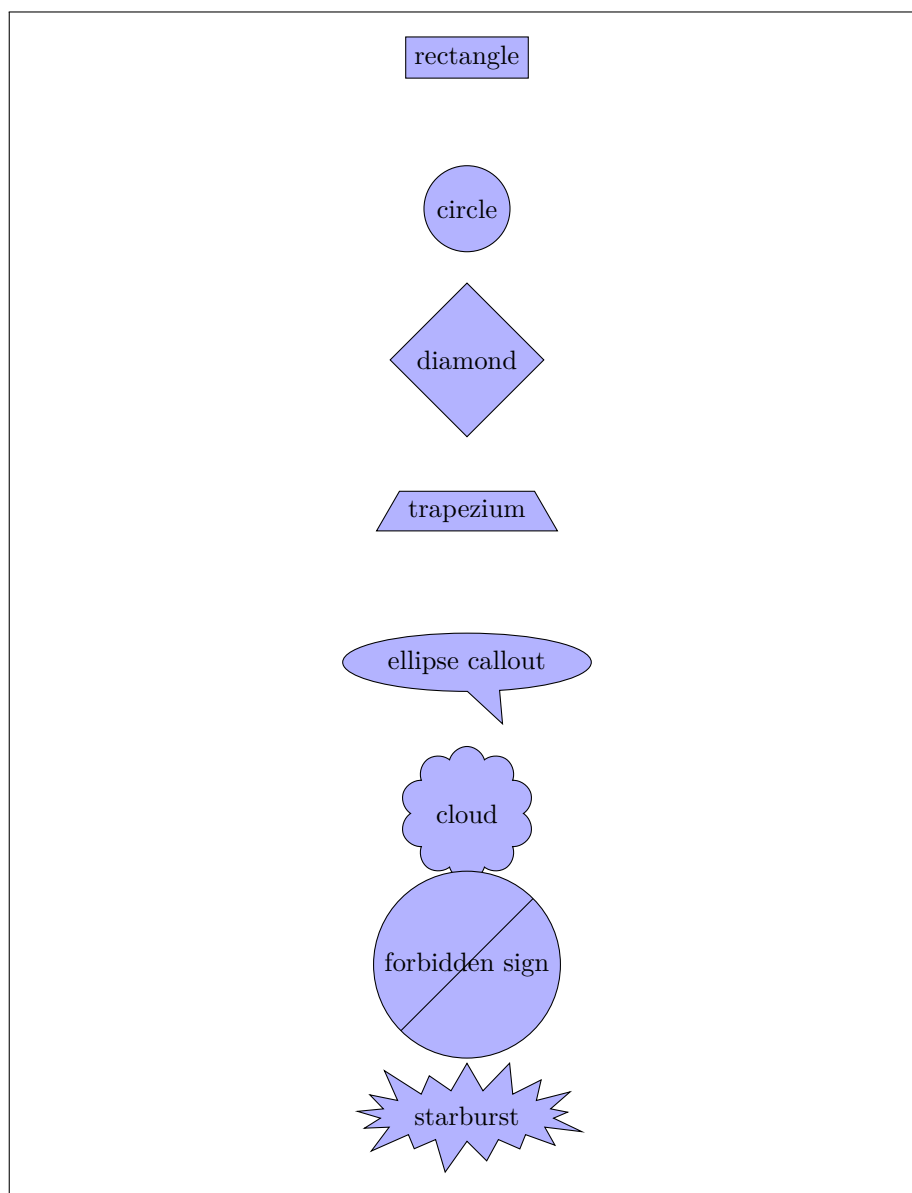 rectangle
circle
diamond
trapezium
ellipse callout
cloud
forbidden sign
starburst